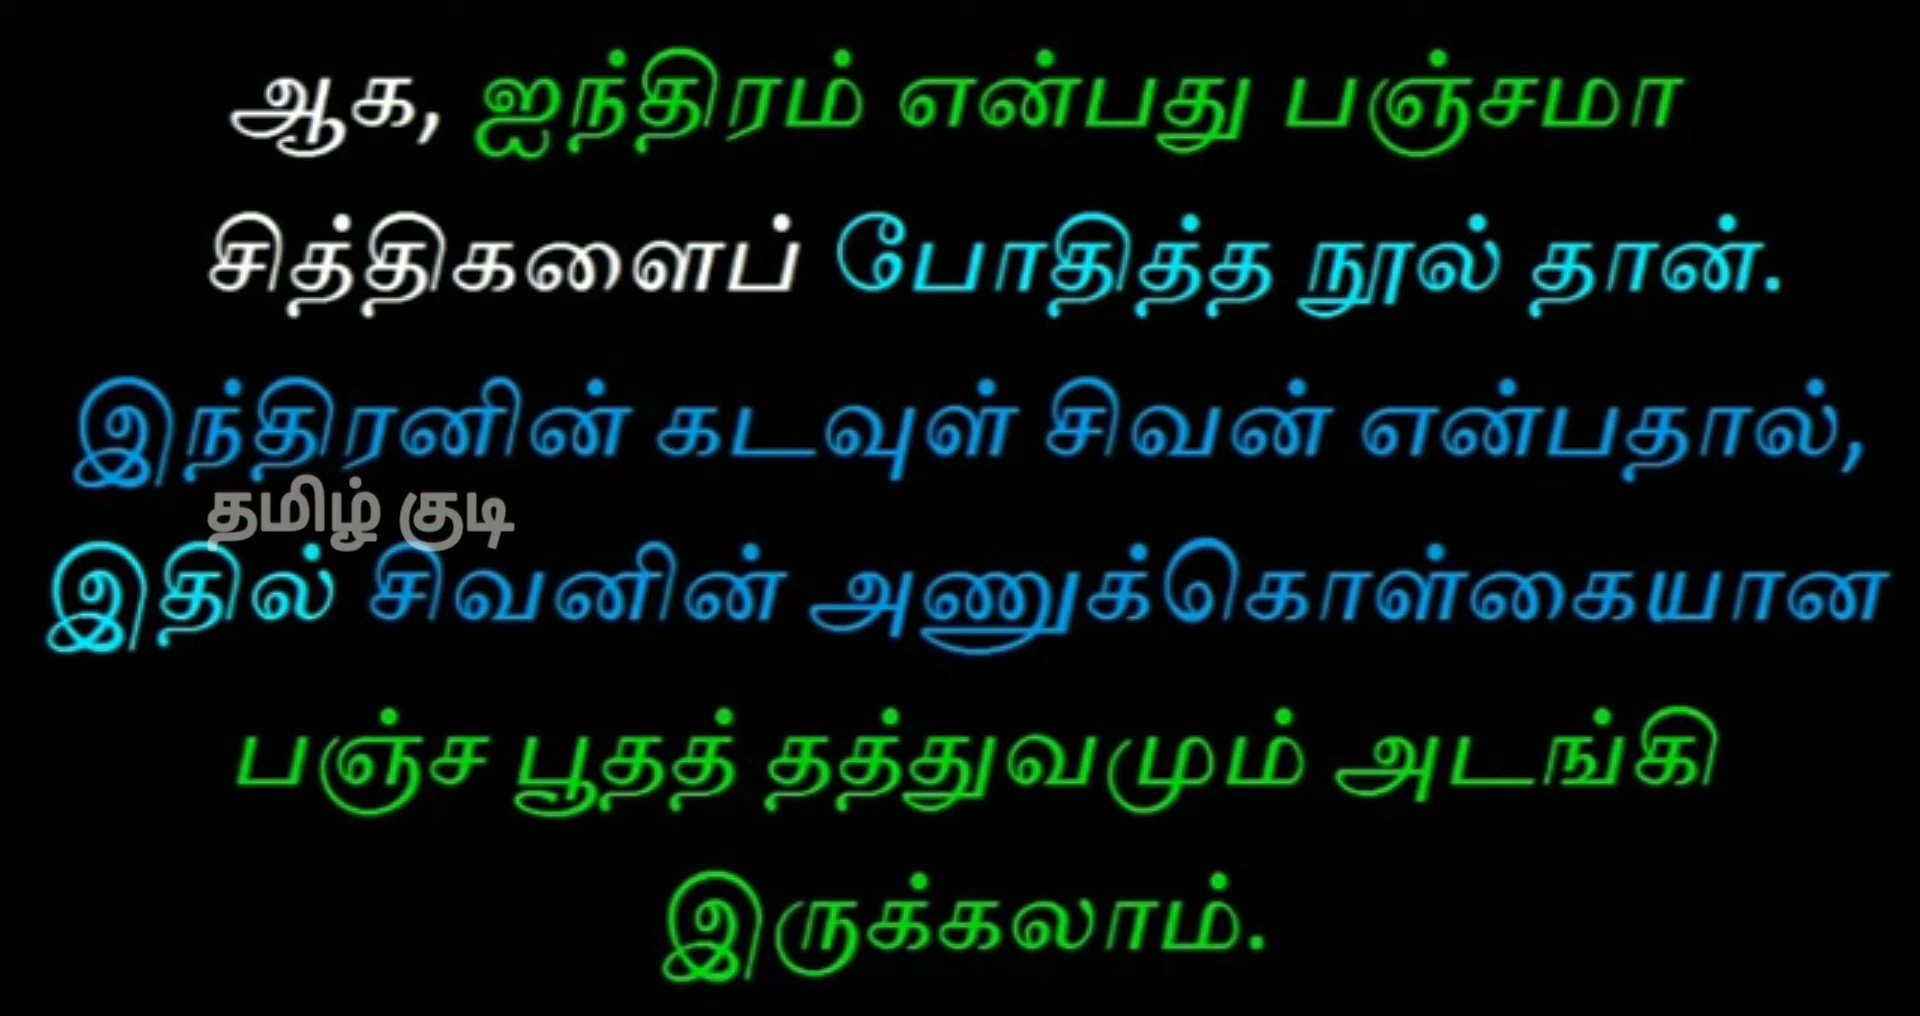 ஆக, ஐந்திரம் என்பது பஞ்சமா
சித்திகளைப் போதித்த நூல் தான்.
இந்திரனின் கடவுள் சிவன் என்பதால்,
தமிழ் குடி
இதில் சிவனின் அணுக்கொள்கையான
பஞ்ச பூதத் தத்துவமும் அடங்கி
இருக்கலாம்.